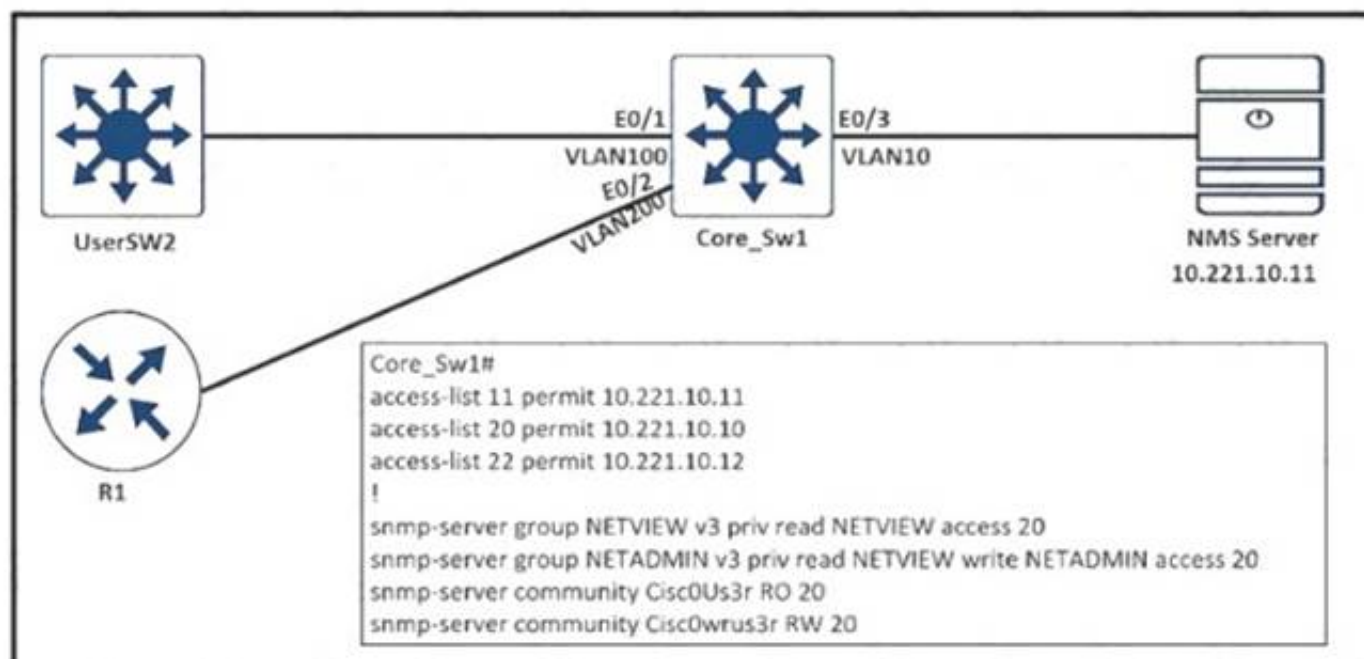 E0/1
E0/3
VLAN100
VLAN10
E0/2
VLAN200
UserSW2
Core_Sw1
NMS Server
10.221.10.11
R1
Core_Sw1#
access-list 11 permit 10.221.10.11
access-list 20 permit 10.221.10.10
access-list 22 permit 10.221.10.12
!
snmp-server group NETVIEW v3 priv read NETVIEW access 20
snmp-server group NETADMIN v3 priv read NETVIEW write NETADMIN access 20
snmp-server community Cisc0Us3r RO 20
snmp-server community Cisc0wrus3r RW 20